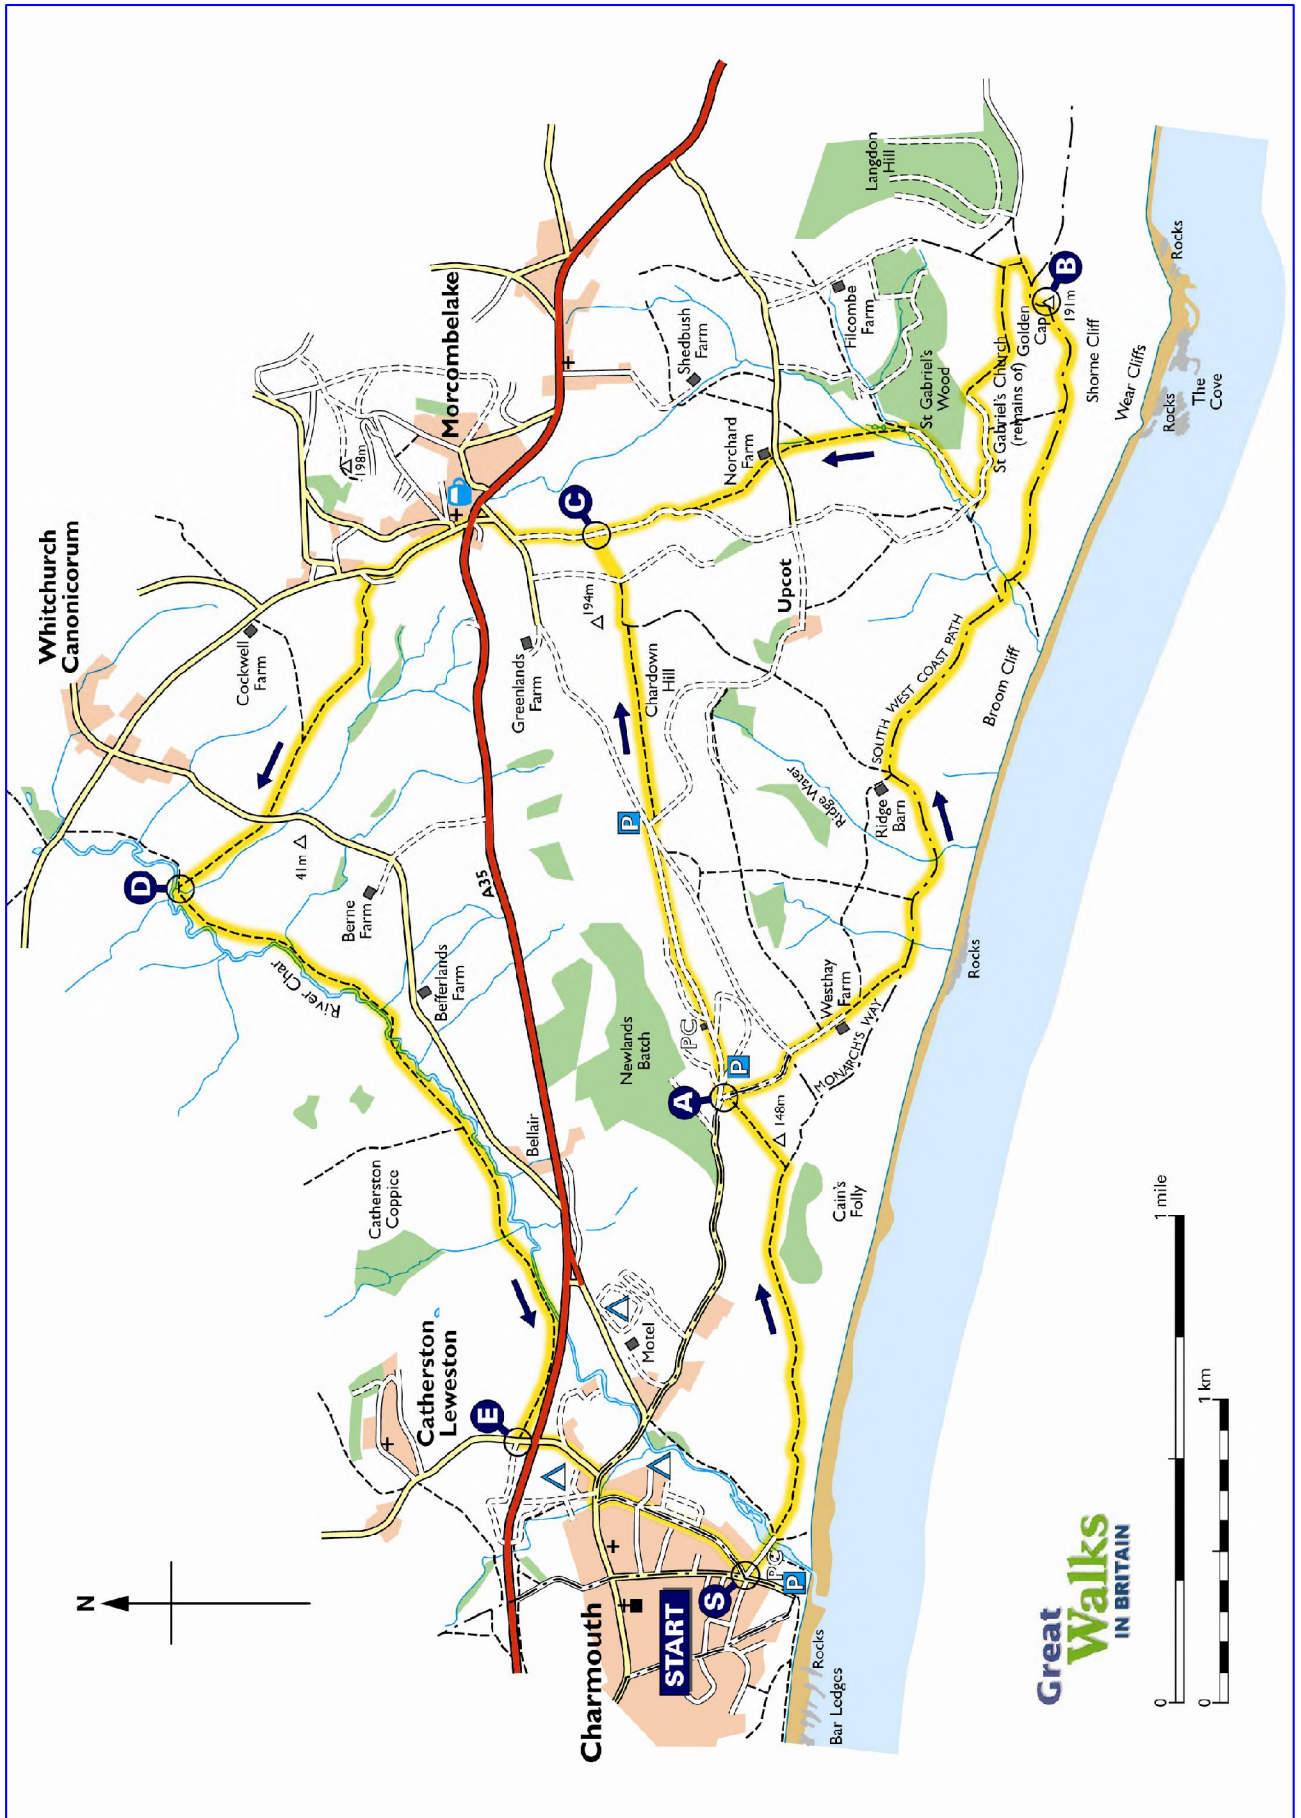 N
Whitchurch
Canonicorum
Cockwell
Farm
D
41m
198m
Morcombelake
River Char
Berne
Farm
Befferlands
Farm
A35
Greenlands
Farm
194m
C
Catherston
Coppice
Catherston
Leweston
E
Bellair
Newlands
Batch
P
Chardown
Hill
Upcot
Norchard
Farm
Shedbush
Farm
Filcombe
Farm
Langdon
Hill
Charmouth
START
S
PC
P
Motel
A
P
PC
148m
Cain's
Folly
Westhay
Farm
MONARCH'S WAY
Ridge Water
Ridge
Barn
SOUTH WEST COAST PATH
St Gabriel's
Wood
St Gabriel's Church
(remains of)
Golden
Cap
191m
B
Broom Cliff
Shorne Cliff
Wear Cliffs
Rocks
The
Cove
Rocks
Rocks
Rocks
Bar Ledges
Great
Walks
IN BRITAIN
0
1 mile
0
1 km